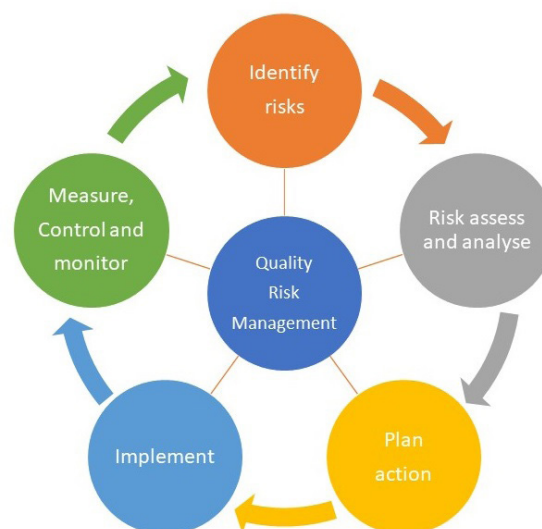 Identify
risks
Risk assess
and analyse
Plan
action
Implement
Measure,
Control and
monitor
Quality
Risk
Management